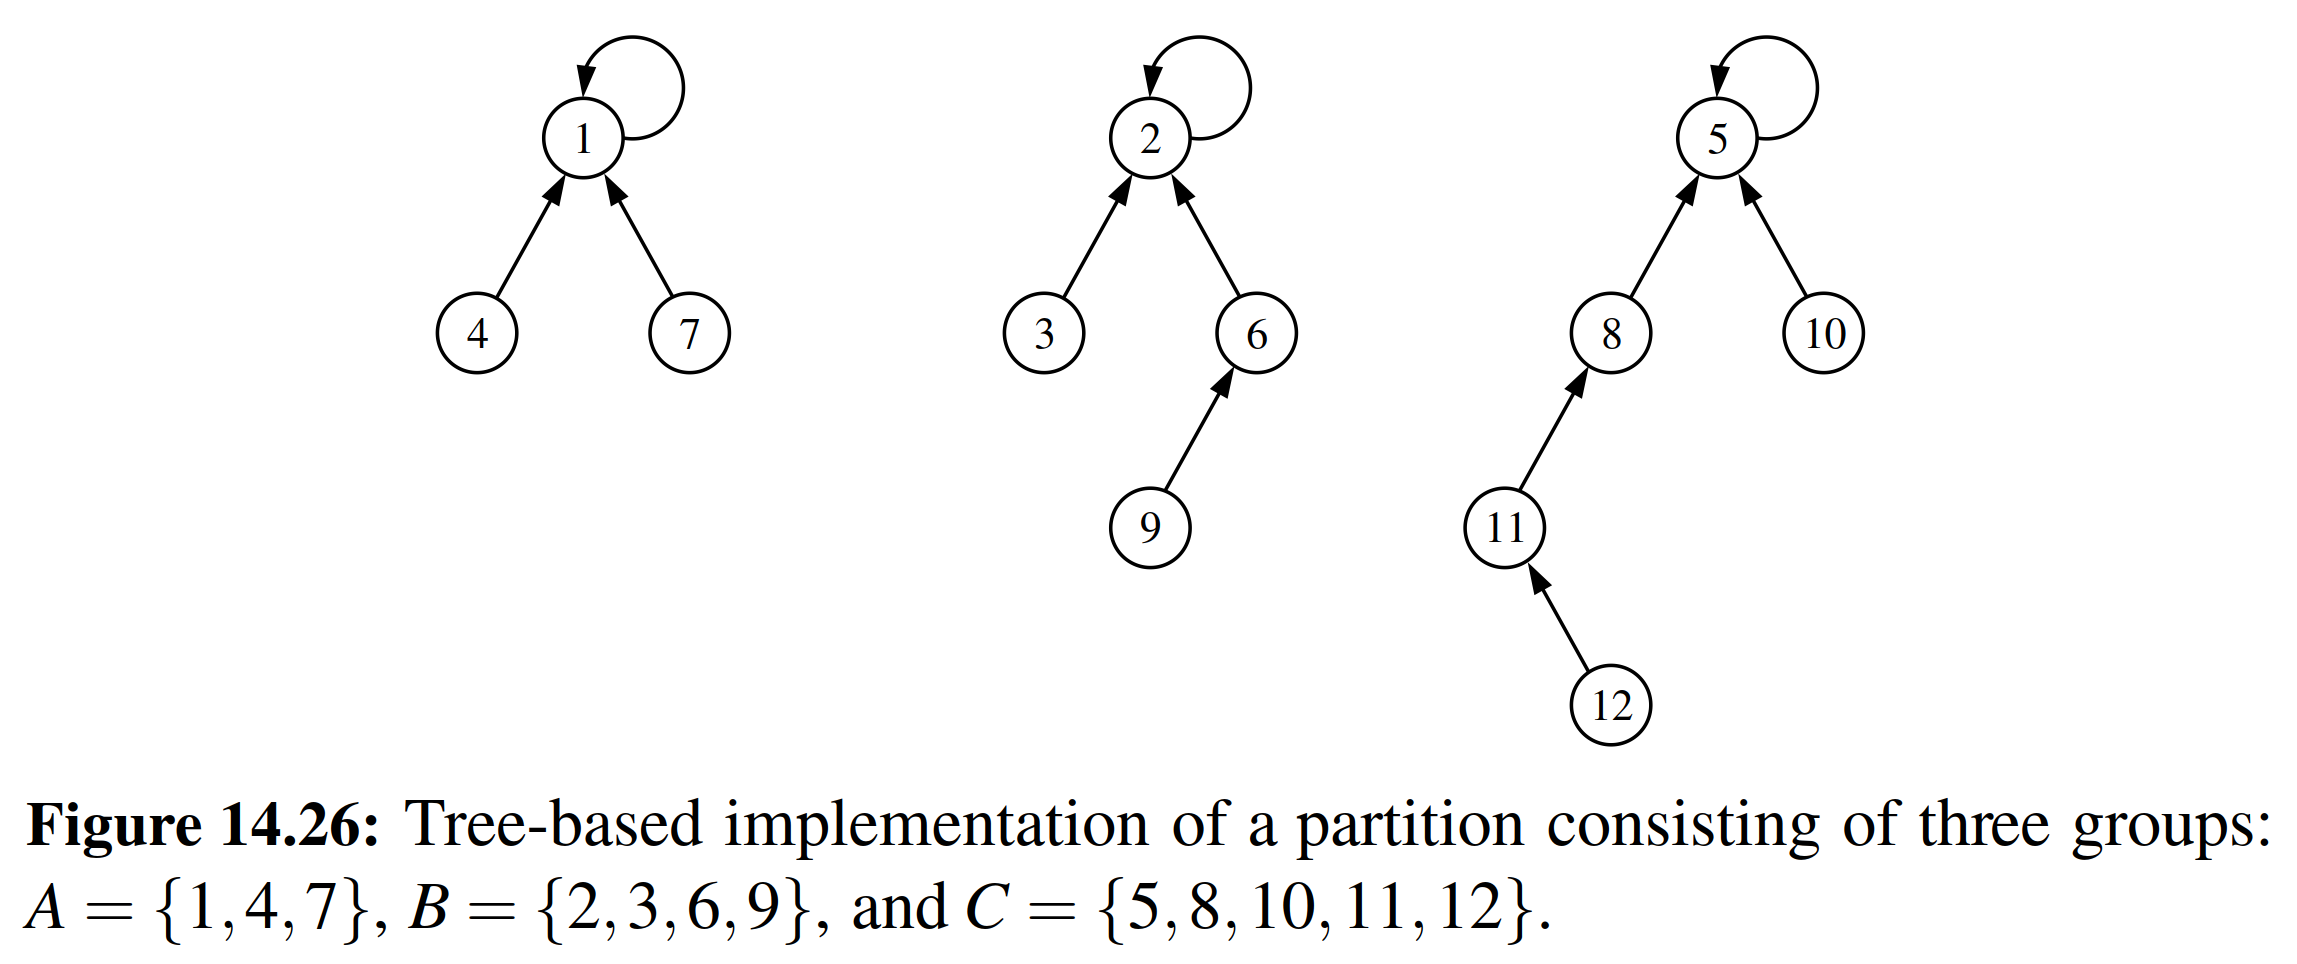 1 2 5
4 7 3 6 8 10
9 11
12
Figure 14.26: Tree-based implementation of a partition consisting of three groups:
A = {1,4,7}, B = {2,3,6,9}, and C = {5,8,10,11,12}.